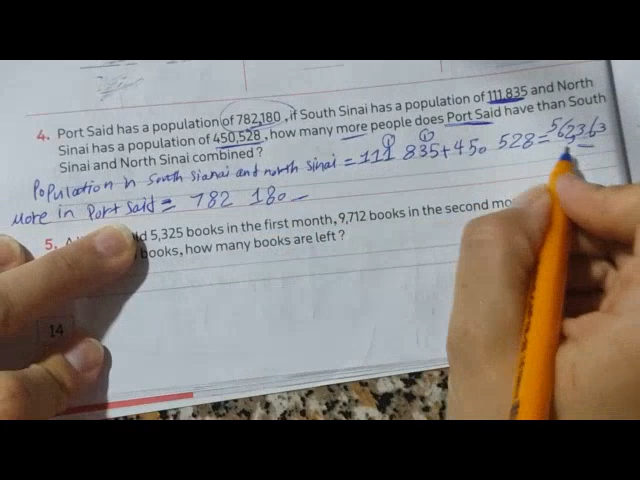 4. Port Said has a population of 782,180, if South Sinai has a population of 111,835 and North
Sinai has a population of 450,528, how many more people does Port Said have than South
Sinai and North Sinai combined?
Population in south sianai and north sinai = 111 835 + 450 528 = 562363
More in Port said = 782 180 -
5. 5,325 books in the first month, 9,712 books in the second
books, how many books are left?
14